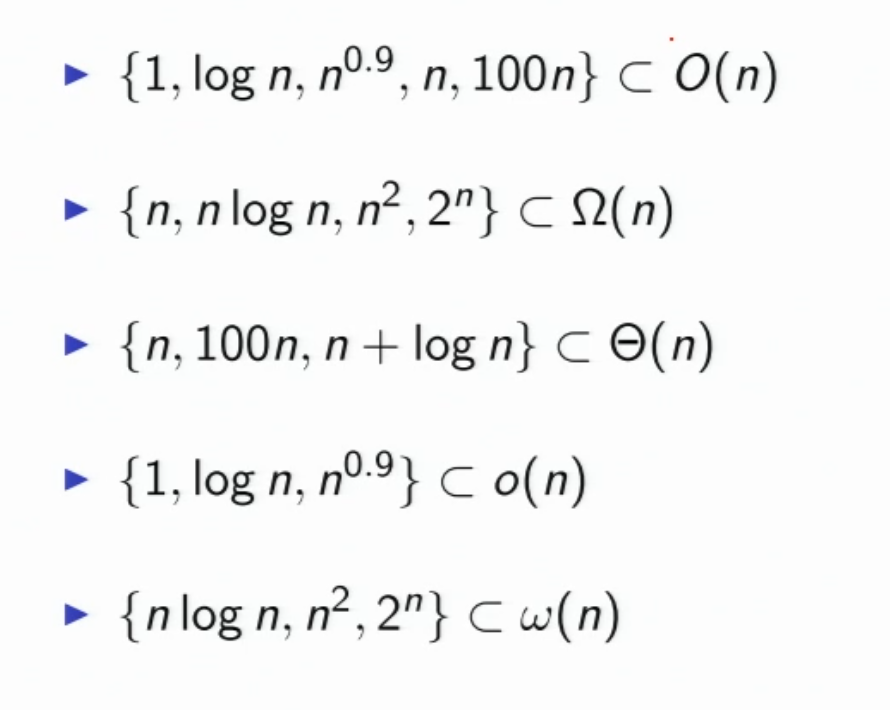 ▶ {1, log n, n^0.9, n, 100n} ⊂ O(n)
▶ {n, n log n, n^2, 2^n} ⊂ Ω(n)
▶ {n, 100n, n + log n} ⊂ Θ(n)
▶ {1, log n, n^0.9} ⊂ o(n)
▶ {n log n, n^2, 2^n} ⊂ ω(n)